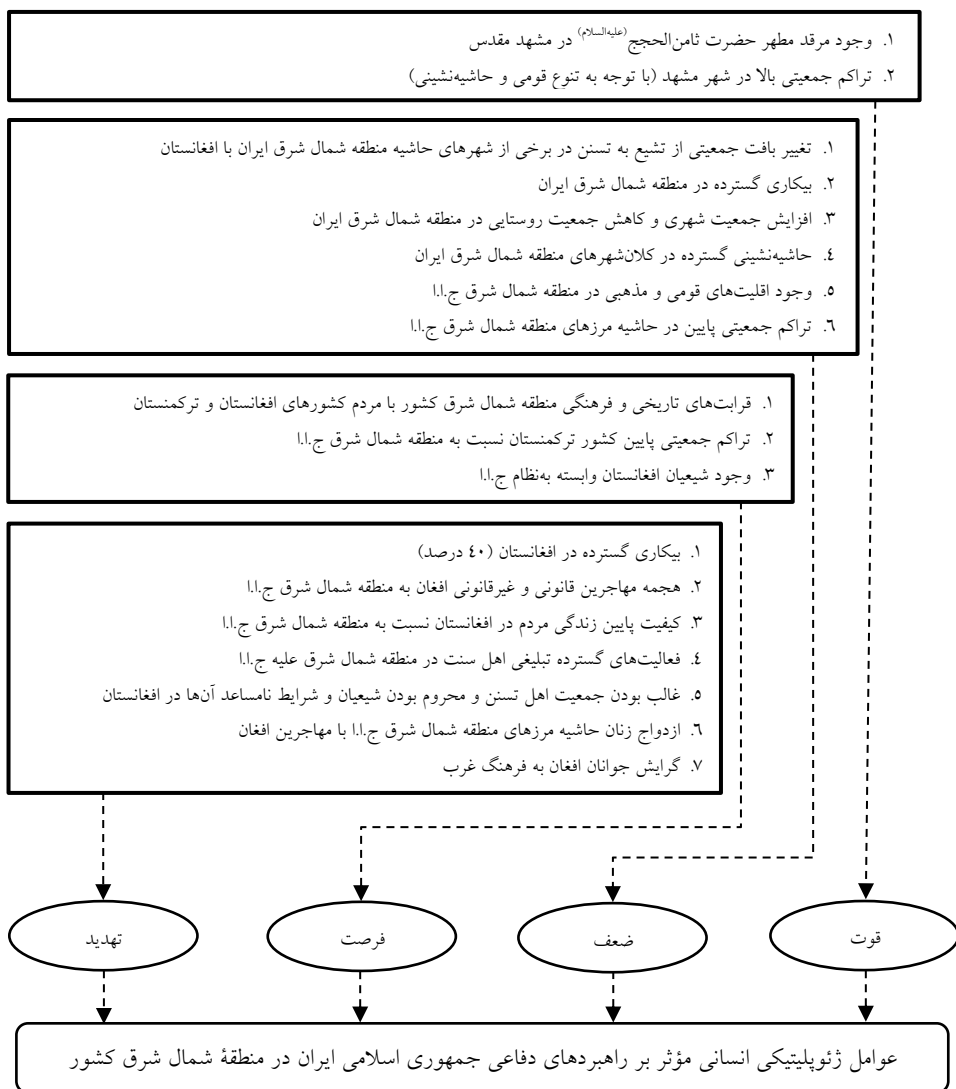 ۱. وجود مرقد مطهر حضرت ثامن‌الحجج(علیه‌السلام) در مشهد مقدس
۲. تراکم جمعیتی بالا در شهر مشهد (با توجه به تنوع قومی و حاشیه‌نشینی)
۱. تغییر بافت جمعیتی از تشیع به تسنن در برخی از شهرهای حاشیه منطقه شمال شرق ایران با افغانستان
۲. بیکاری گسترده در منطقه شمال شرق ایران
۳. افزایش جمعیت شهری و کاهش جمعیت روستایی در منطقه شمال شرق ایران
٤. حاشیه‌نشینی گسترده در کلان‌شهرهای منطقه شمال شرق ایران
٥. وجود اقلیت‌های قومی و مذهبی در منطقه شمال شرق ج.ا.ا
٦. تراکم جمعیتی پایین در حاشیه مرزهای منطقه شمال شرق ج.ا.ا
۱. قرابت‌های تاریخی و فرهنگی منطقه شمال شرق کشور با مردم کشورهای افغانستان و ترکمنستان
۲. تراکم جمعیتی پایین کشور ترکمنستان نسبت به منطقه شمال شرق ج.ا.ا
۳. وجود شیعیان افغانستان وابسته به‌نظام ج.ا.ا
۱. بیکاری گسترده در افغانستان (٤۰ درصد)
۲. هجمه مهاجرین قانونی و غیرقانونی افغان به منطقه شمال شرق ج.ا.ا
۳. کیفیت پایین زندگی مردم در افغانستان نسبت به منطقه شمال شرق ج.ا.ا
٤. فعالیت‌های گسترده تبلیغی اهل سنت در منطقه شمال شرق علیه ج.ا.ا
٥. غالب بودن جمعیت اهل تسنن و محروم بودن شیعیان و شرایط نامساعد آن‌ها در افغانستان
٦. ازدواج زنان حاشیه مرزهای منطقه شمال شرق ج.ا.ا با مهاجرین افغان
۷. گرایش جوانان افغان به فرهنگ غرب
قوت
ضعف
فرصت
تهدید
عوامل ژئوپلیتیکی انسانی مؤثر بر راهبردهای دفاعی جمهوری اسلامی ایران در منطقۀ شمال شرق کشور